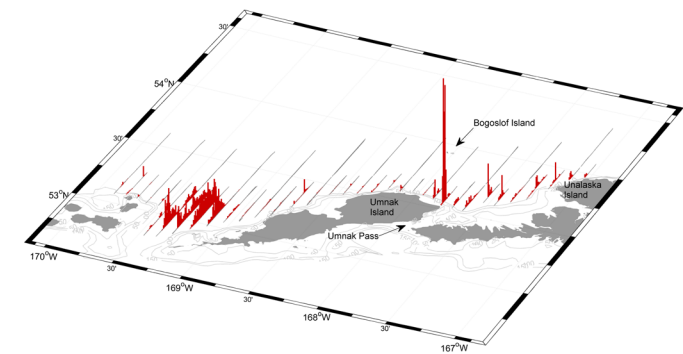 30'
54°N
30'
53°N
Bogoslof Island
Unalaska
Island
Umnak
Island
Umnak Pass
170°W
30'
169°W
30'
168°W
30'
167°W